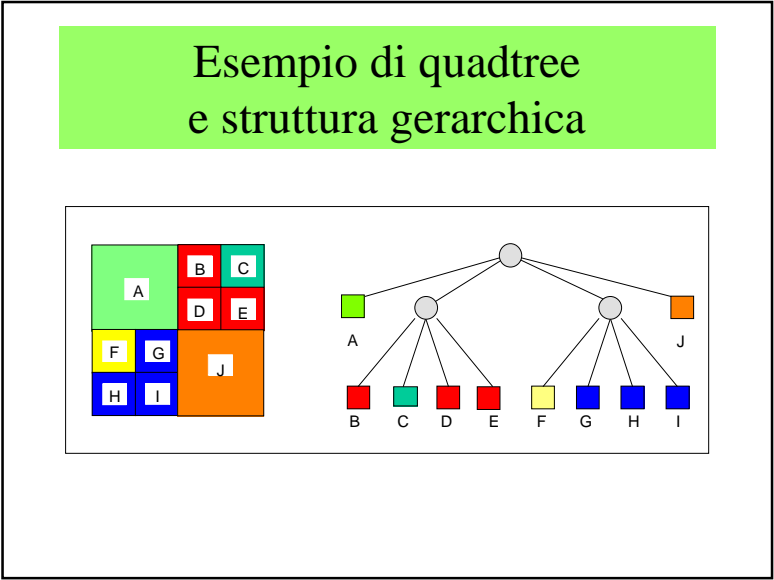 Esempio di quadtree
e struttura gerarchica
B C
A
D E
F G
J
H I
A J
B C D E F G H I